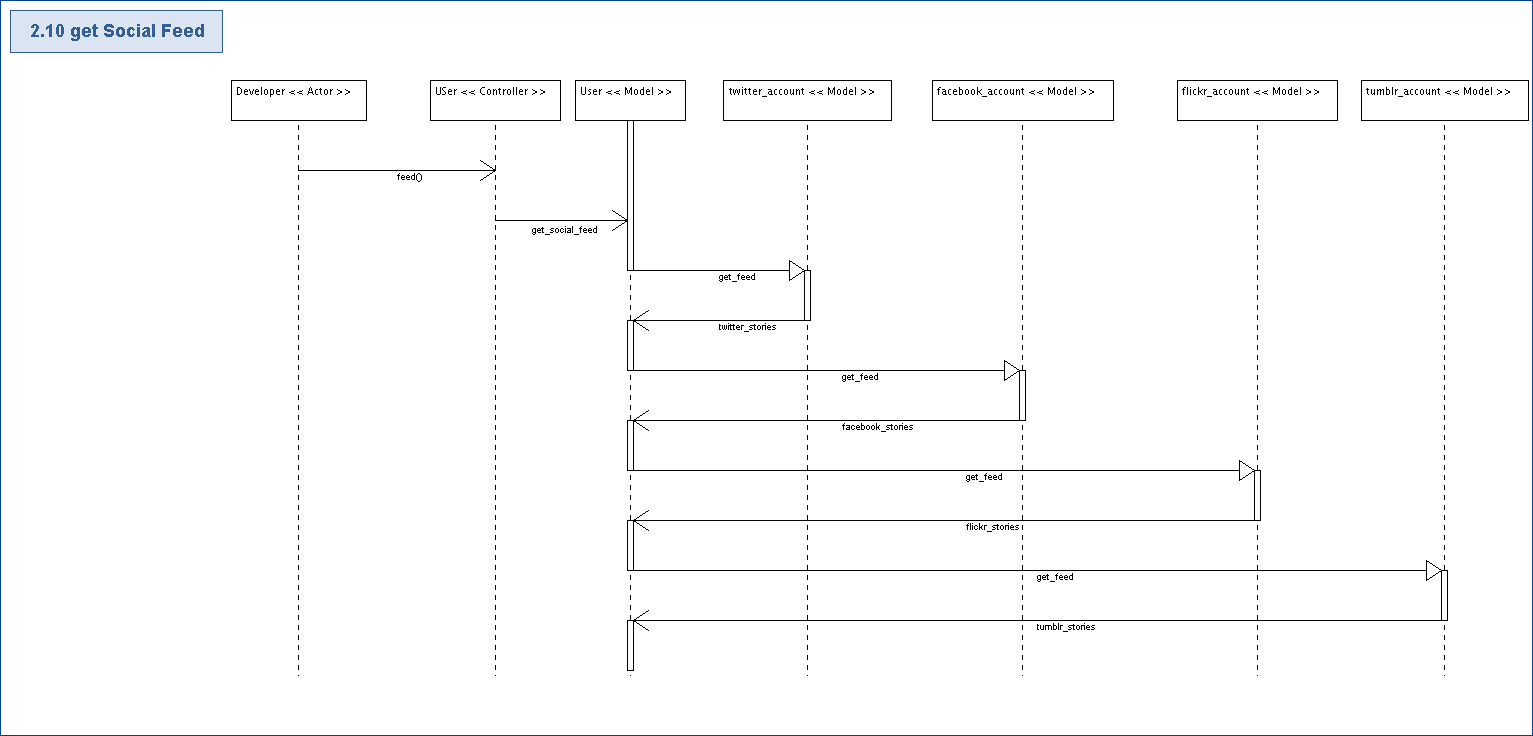 2.10 get Social Feed
Developer << Actor >>
USer << Controller >>
User << Model >>
twitter_account << Model >>
facebook_account << Model >>
flickr_account << Model >>
tumblr_account << Model >>
feed()
get_social_feed
get_feed
twitter_stories
get_feed
facebook_stories
get_feed
flickr_stories
get_feed
tumblr_stories